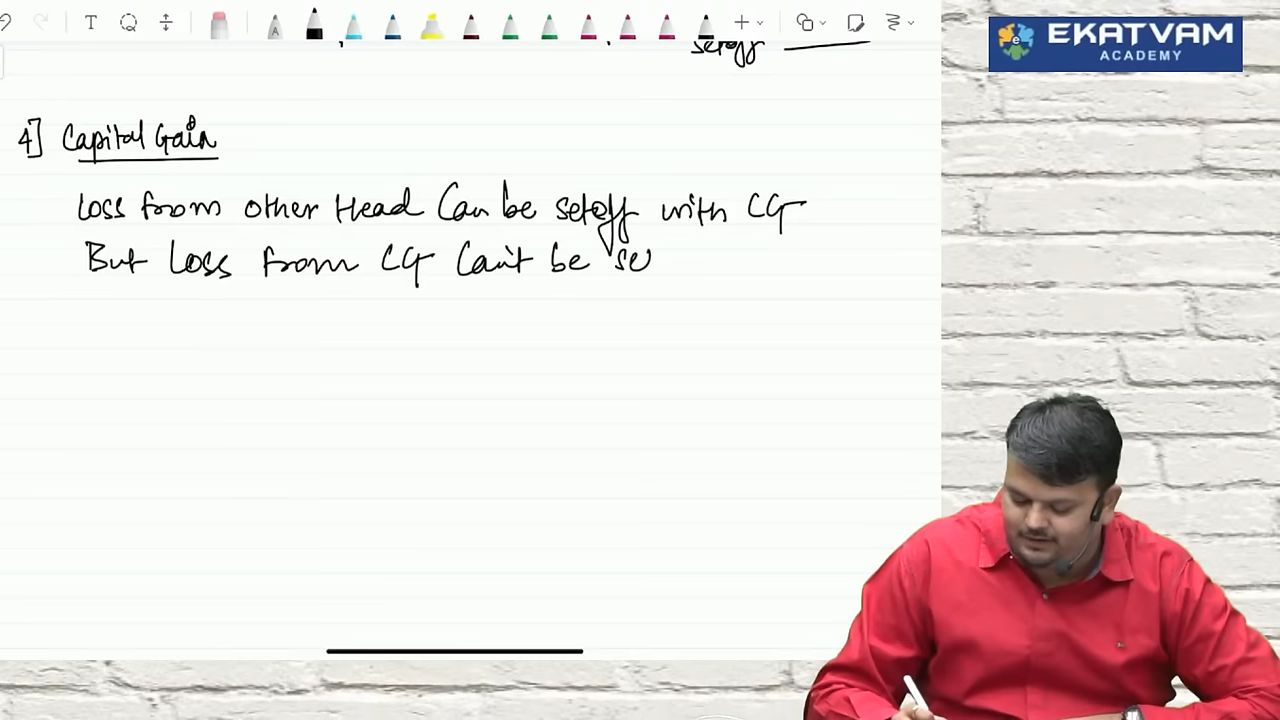 setoff
EKATVAM
ACADEMY
4] Capital Gain
Loss from other Head Can be setoff with CG
But Loss from CG Can't be se